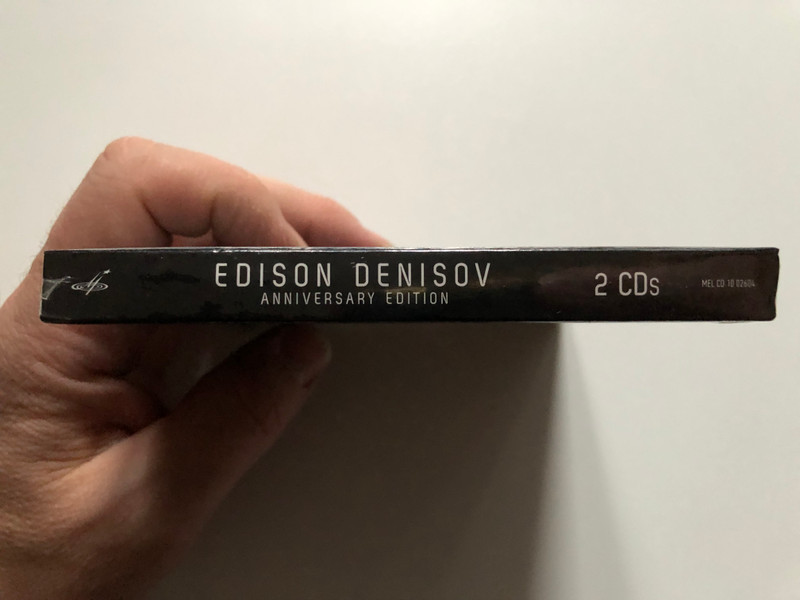 EDISON DENISOV
ANNIVERSARY EDITION
2 CDs
MEL CD 10 02604